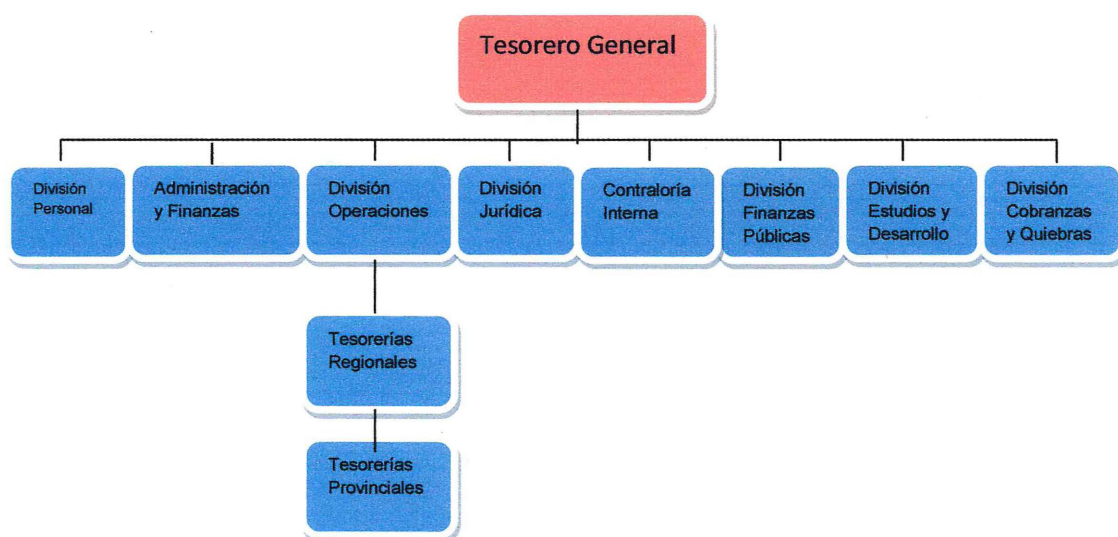 Tesorero General
División
Personal
Administración
y Finanzas
División
Operaciones
División
Jurídica
Contraloría
Interna
División
Finanzas
Públicas
División
Estudios y
Desarrollo
División
Cobranzas
y Quiebras
Tesorerías
Regionales
Tesorerías
Provinciales